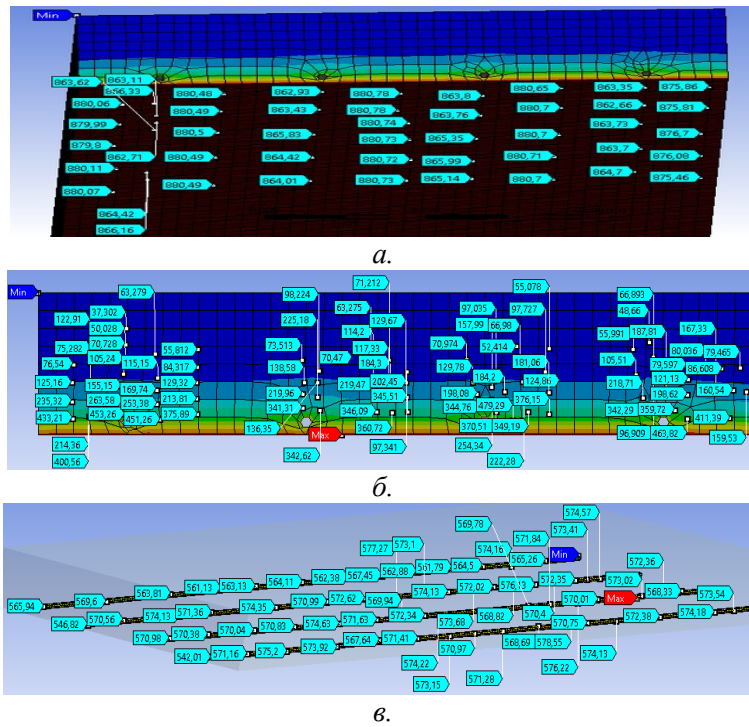 Min
863,62 863,11
866,33 880,48 862,93 880,78 863,8 880,65 863,35 875,86
880,06 880,49 863,43 880,78 863,76 880,7 862,66 875,81
879,99 880,5 865,83 880,74 865,35 880,7 863,73 876,7
879,8 862,71 880,49 864,42 880,73 865,99 880,71 863,7 876,08
880,11 880,49 864,01 880,72 865,14 880,7 864,7 875,46
880,07 880,73
864,42
866,16
а.
Min 63,279 98,224 71,212 55,078 66,893
122,91 37,302 225,18 63,275 129,67 97,035 97,727 48,66
50,028 114,2 157,99 66,98 55,991 187,81 167,33
75,282 70,728 55,812 73,513 117,33 70,974 52,414 80,036 79,465
76,54 105,24 115,15 84,317 138,58 70,47 184,3 129,78 181,06 105,51 79,597 86,608
125,16 155,15 169,74 129,32 219,47 202,45 184,2 124,86 218,71 121,13 160,54
235,32 263,58 253,38 213,81 219,96 345,51 198,08 376,15 198,62
433,21 453,26 451,26 375,89 341,31 346,09 344,76 479,29 342,29 359,72 411,39
136,35 Max 360,72 370,51 349,19 96,909 463,82 159,53
214,36 342,62 97,341 254,34
400,56 222,28
б.
574,57
569,78 573,41
573,1 571,84
577,27 574,16 565,26 Min 572,36
563,81 561,13 563,13 564,11 562,38 567,45 562,88 561,79 564,5 576,13 572,35 573,02 568,33 573,54
565,94 569,6 574,35 570,99 572,62 569,94 574,13 572,02 570,01 Max
546,82 570,56 574,13 571,36 574,63 571,63 572,34 568,82 570,4 572,38 574,18
570,98 570,38 570,04 570,83 571,41 573,68 570,75
542,01 571,16 575,2 573,92 567,64 570,97 568,69 578,55
574,22 576,22 574,13
573,15 571,28
в.